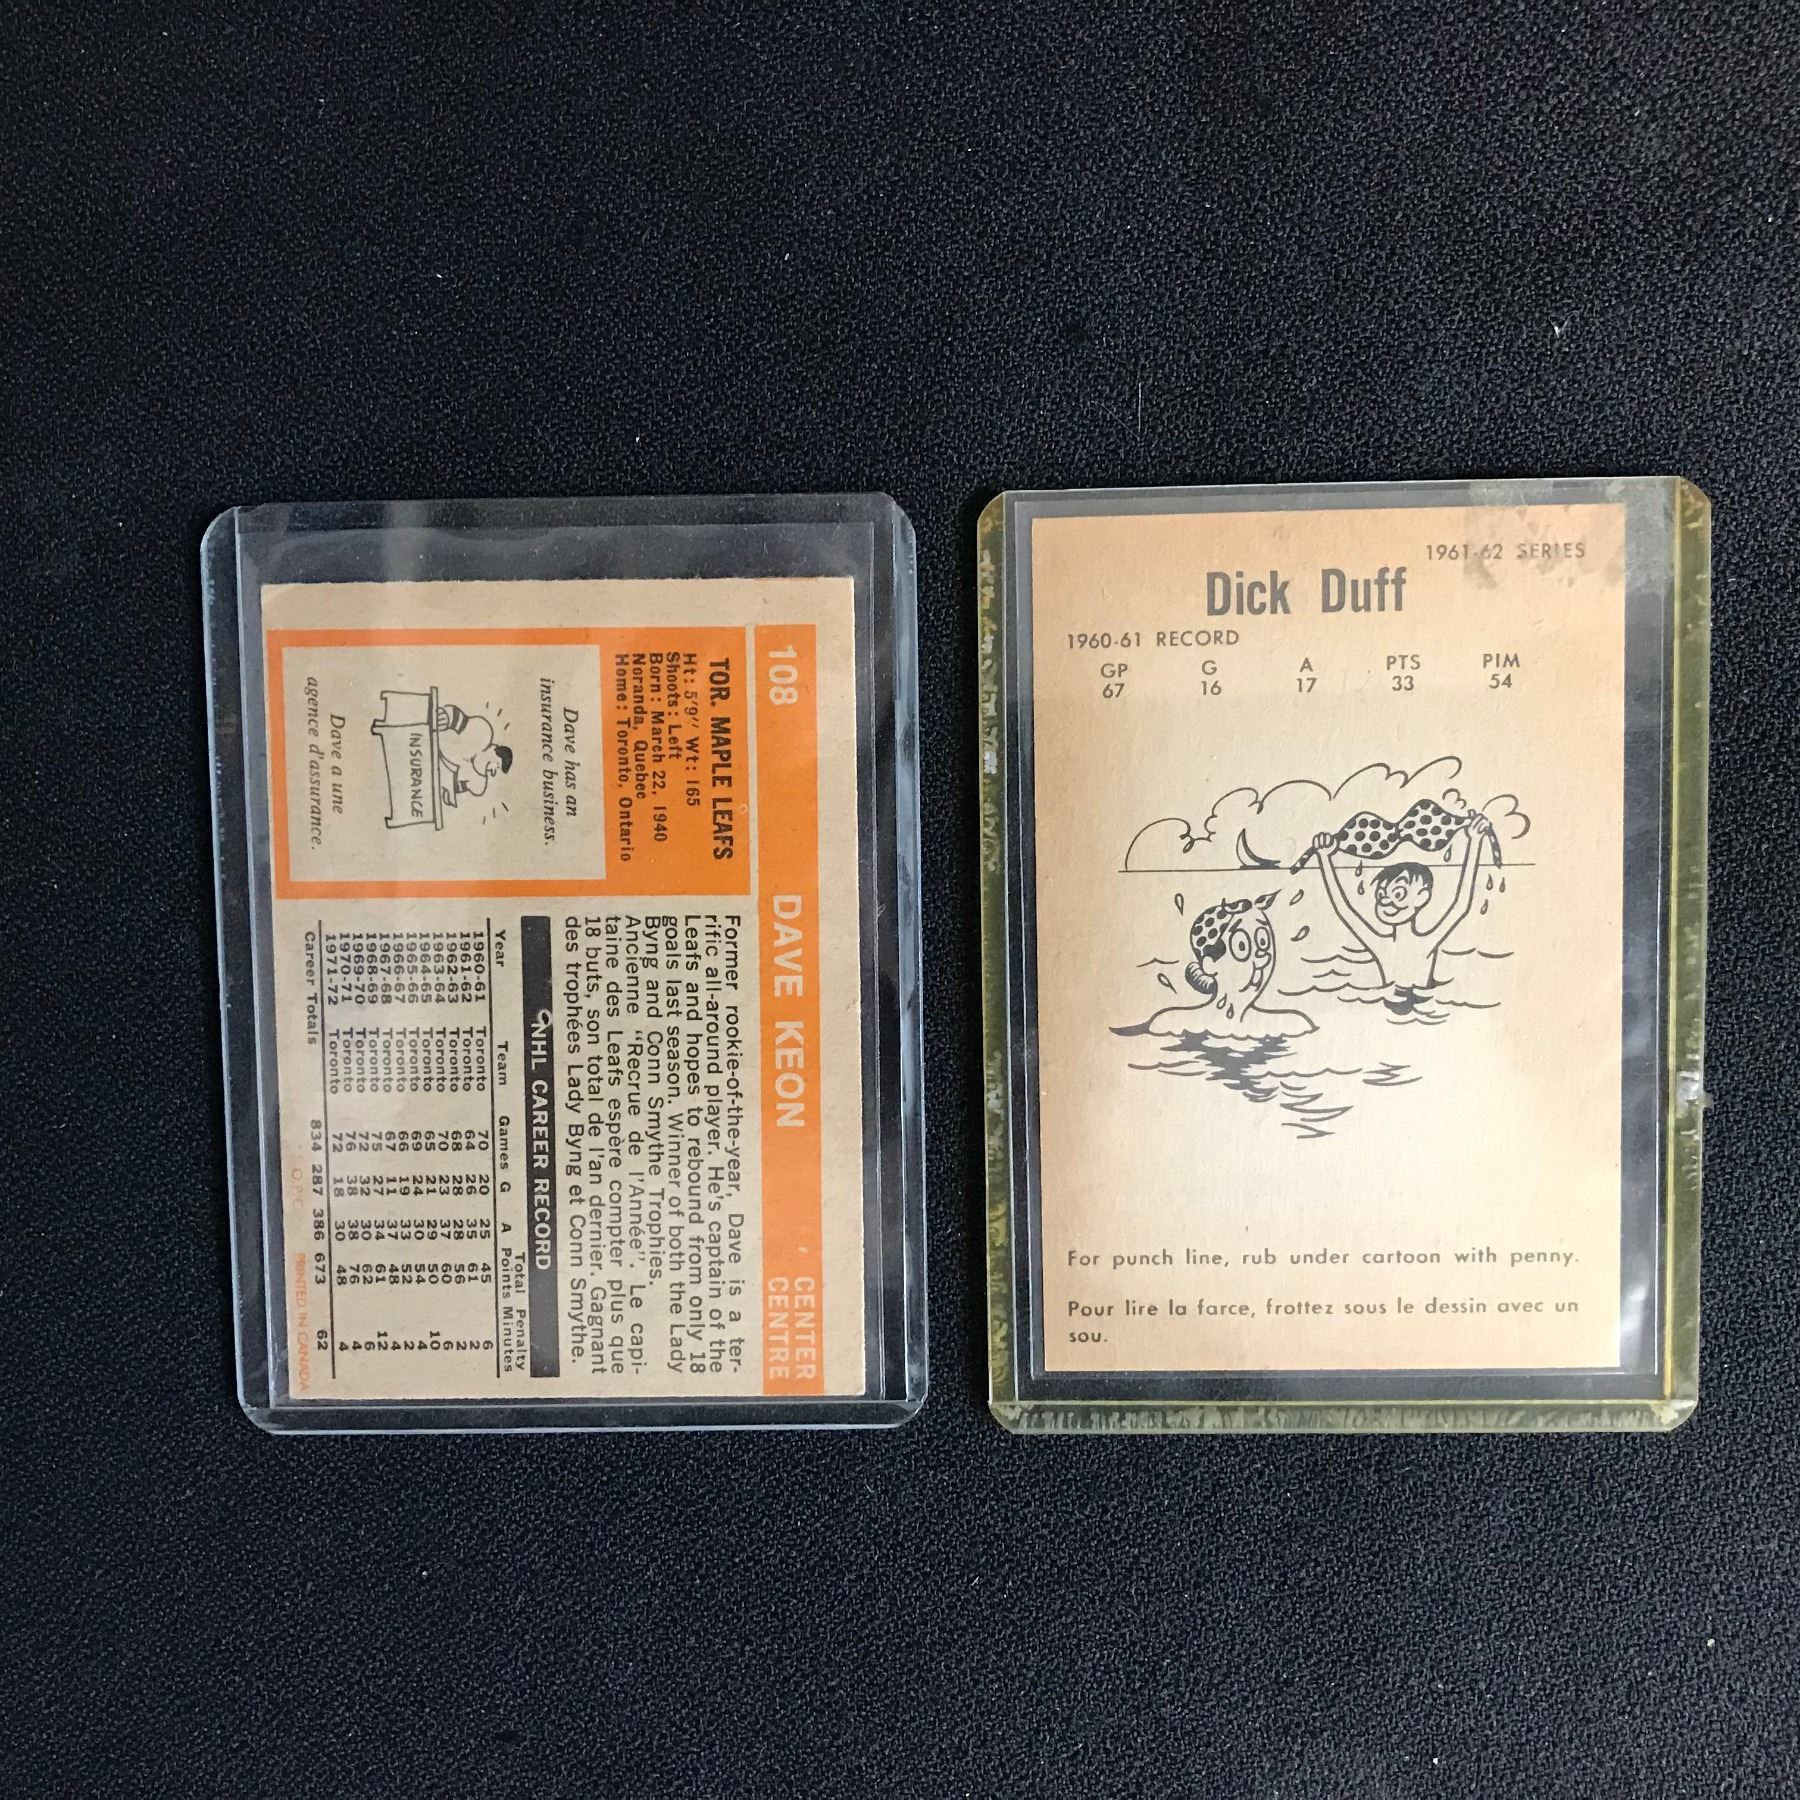 108 DAVE KEON CENTER
CENTRE
TOR. MAPLE LEAFS
Ht: 5'9" Wt: 165
Shoots: Left
Born: March 22, 1940
Noranda, Quebec
Home: Toronto, Ontario
Dave has an
insurance business.
INSURANCE
Dave a une
agence d'assurance.
Former rookie-of-the-year, Dave is a ter-
rific all-around player. He's captain of the
Leafs and hopes to rebound from only 18
goals last season. Winner of both the Lady
Byng and Conn Smythe Trophies.
Ancienne "Recrue de l'Année". Le capi-
taine des Leafs espère compter plus que
18 buts, son total de l'an dernier. Gagnant
des trophées Lady Byng et Conn Smythe.
NHL CAREER RECORD
Total Penalty
Year Team Games G A Points Minutes
1960-61 Toronto 70 20 25 45 6
1961-62 Toronto 64 26 35 61 2
1962-63 Toronto 68 28 28 56 2
1963-64 Toronto 70 23 37 60 6
1964-65 Toronto 65 21 29 50 10
1965-66 Toronto 69 24 30 54 4
1966-67 Toronto 66 19 33 52 2
1967-68 Toronto 67 11 37 48 4
1968-69 Toronto 75 27 34 61 12
1969-70 Toronto 72 32 30 62 6
1970-71 Toronto 76 38 38 76 4
1971-72 Toronto 72 18 30 48 4
Career Totals 834 287 386 673 62
O.P.C. PRINTED IN CANADA
1961-62 SERIES
Dick Duff
1960-61 RECORD
GP G A PTS PIM
67 16 17 33 54
For punch line, rub under cartoon with penny.
Pour lire la farce, frottez sous le dessin avec un
sou.